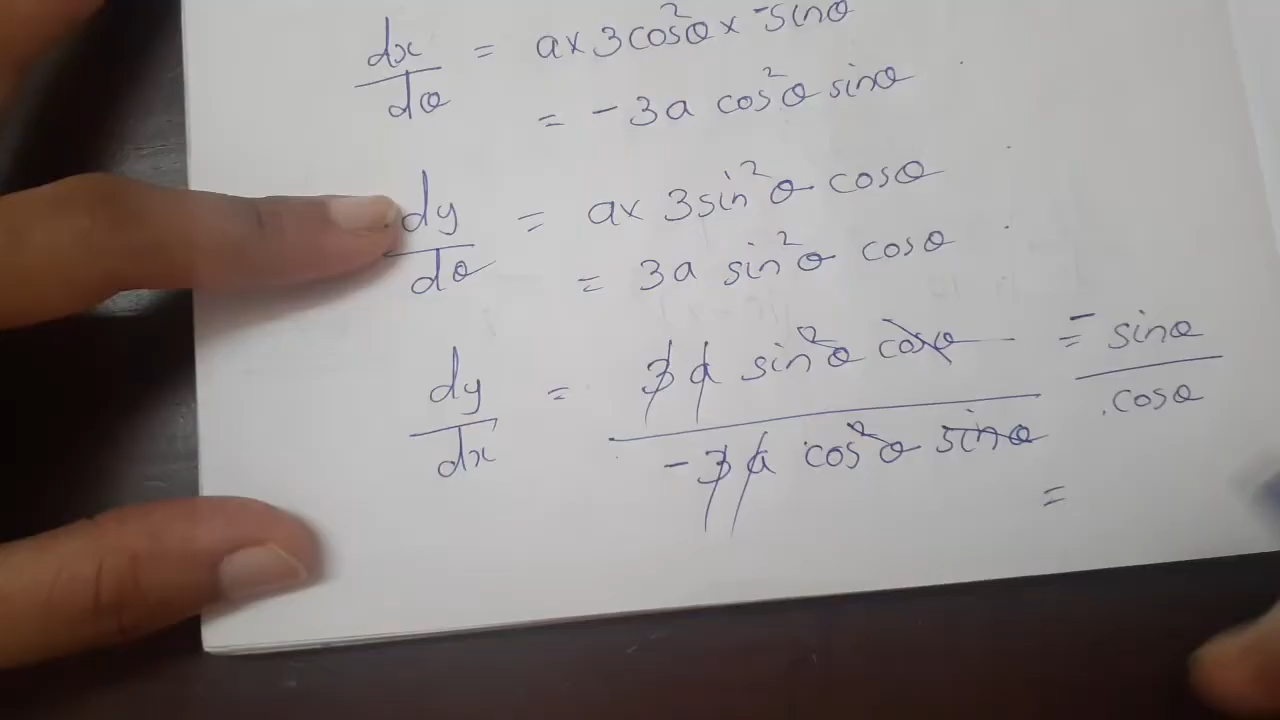 dx/dθ = a x 3cos²θ x -sinθ
= -3a cos²θ sinθ
dy/dθ = a x 3sin²θ cosθ
= 3a sin²θ cosθ
dy/dx = 3a sin²θ cosθ / -3a cos²θ sinθ = -sinθ / cosθ
=